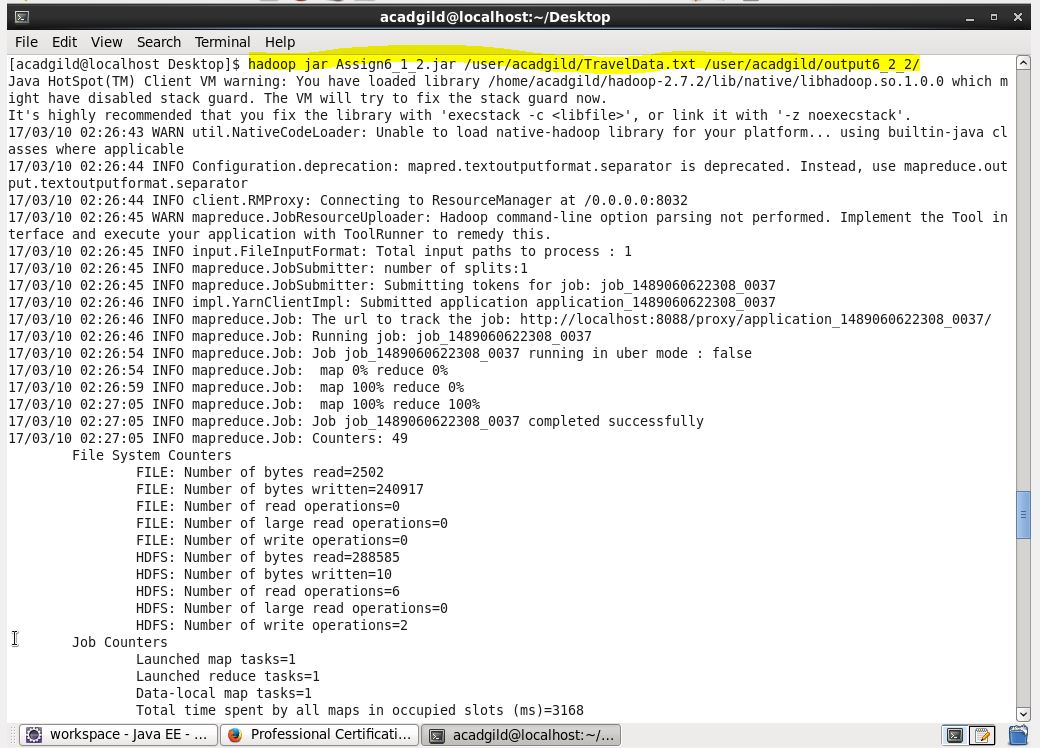 acadgild@localhost:~/Desktop
File Edit View Search Terminal Help
[acadgild@localhost Desktop]$ hadoop jar Assign6_1_2.jar /user/acadgild/TravelData.txt /user/acadgild/output6_2_2/
Java HotSpot(TM) Client VM warning: You have loaded library /home/acadgild/hadoop-2.7.2/lib/native/libhadoop.so.1.0.0 which m
ight have disabled stack guard. The VM will try to fix the stack guard now.
It's highly recommended that you fix the library with 'execstack -c <libfile>', or link it with '-z noexecstack'.
17/03/10 02:26:43 WARN util.NativeCodeLoader: Unable to load native-hadoop library for your platform... using builtin-java cl
asses where applicable
17/03/10 02:26:44 INFO Configuration.deprecation: mapred.textoutputformat.separator is deprecated. Instead, use mapreduce.out
put.textoutputformat.separator
17/03/10 02:26:44 INFO client.RMProxy: Connecting to ResourceManager at /0.0.0.0:8032
17/03/10 02:26:45 WARN mapreduce.JobResourceUploader: Hadoop command-line option parsing not performed. Implement the Tool in
terface and execute your application with ToolRunner to remedy this.
17/03/10 02:26:45 INFO input.FileInputFormat: Total input paths to process : 1
17/03/10 02:26:45 INFO mapreduce.JobSubmitter: number of splits:1
17/03/10 02:26:45 INFO mapreduce.JobSubmitter: Submitting tokens for job: job_1489060622308_0037
17/03/10 02:26:46 INFO impl.YarnClientImpl: Submitted application application_1489060622308_0037
17/03/10 02:26:46 INFO mapreduce.Job: The url to track the job: http://localhost:8088/proxy/application_1489060622308_0037/
17/03/10 02:26:46 INFO mapreduce.Job: Running job: job_1489060622308_0037
17/03/10 02:26:54 INFO mapreduce.Job: Job job_1489060622308_0037 running in uber mode : false
17/03/10 02:26:54 INFO mapreduce.Job:  map 0% reduce 0%
17/03/10 02:26:59 INFO mapreduce.Job:  map 100% reduce 0%
17/03/10 02:27:05 INFO mapreduce.Job:  map 100% reduce 100%
17/03/10 02:27:05 INFO mapreduce.Job: Job job_1489060622308_0037 completed successfully
17/03/10 02:27:05 INFO mapreduce.Job: Counters: 49
File System Counters
FILE: Number of bytes read=2502
FILE: Number of bytes written=240917
FILE: Number of read operations=0
FILE: Number of large read operations=0
FILE: Number of write operations=0
HDFS: Number of bytes read=288585
HDFS: Number of bytes written=10
HDFS: Number of read operations=6
HDFS: Number of large read operations=0
HDFS: Number of write operations=2
Job Counters
Launched map tasks=1
Launched reduce tasks=1
Data-local map tasks=1
Total time spent by all maps in occupied slots (ms)=3168
workspace - Java EE - ... Professional Certificati... acadgild@localhost:~/...